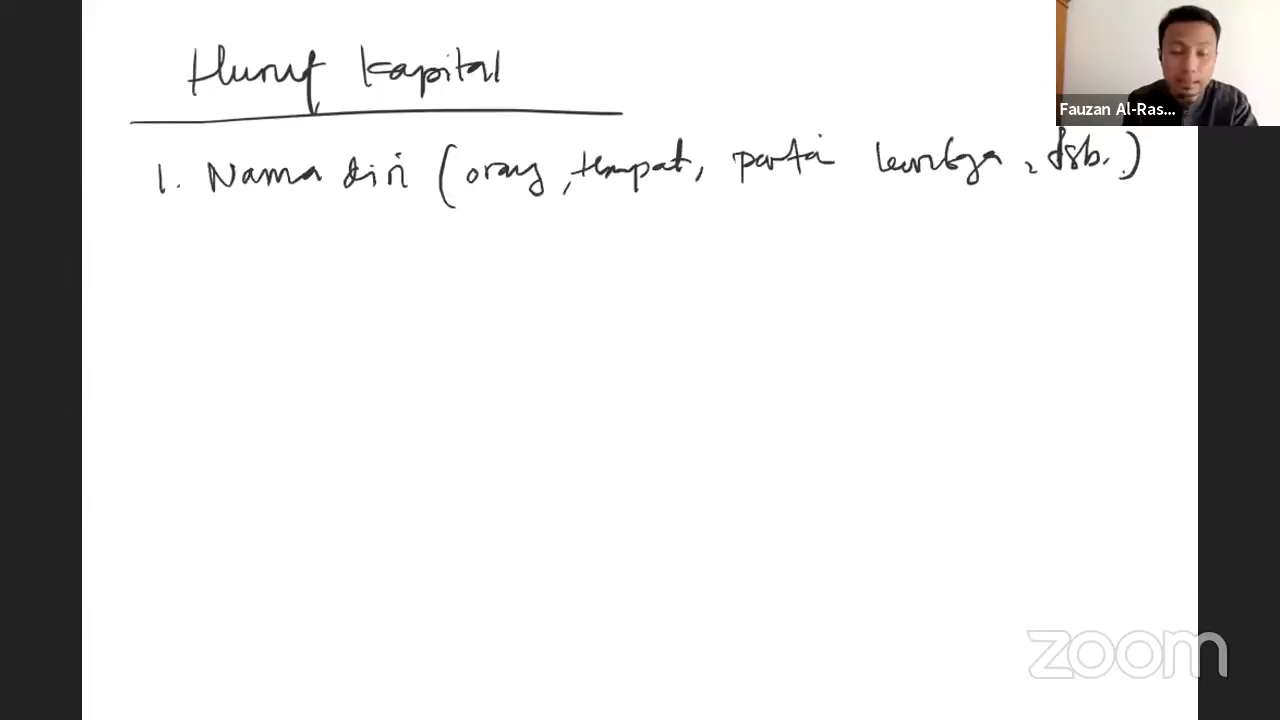 Huruf kapital
Fauzan Al-Ras...
1. Nama diri (orang, tempat, partai lembaga, dsb.)
zoom